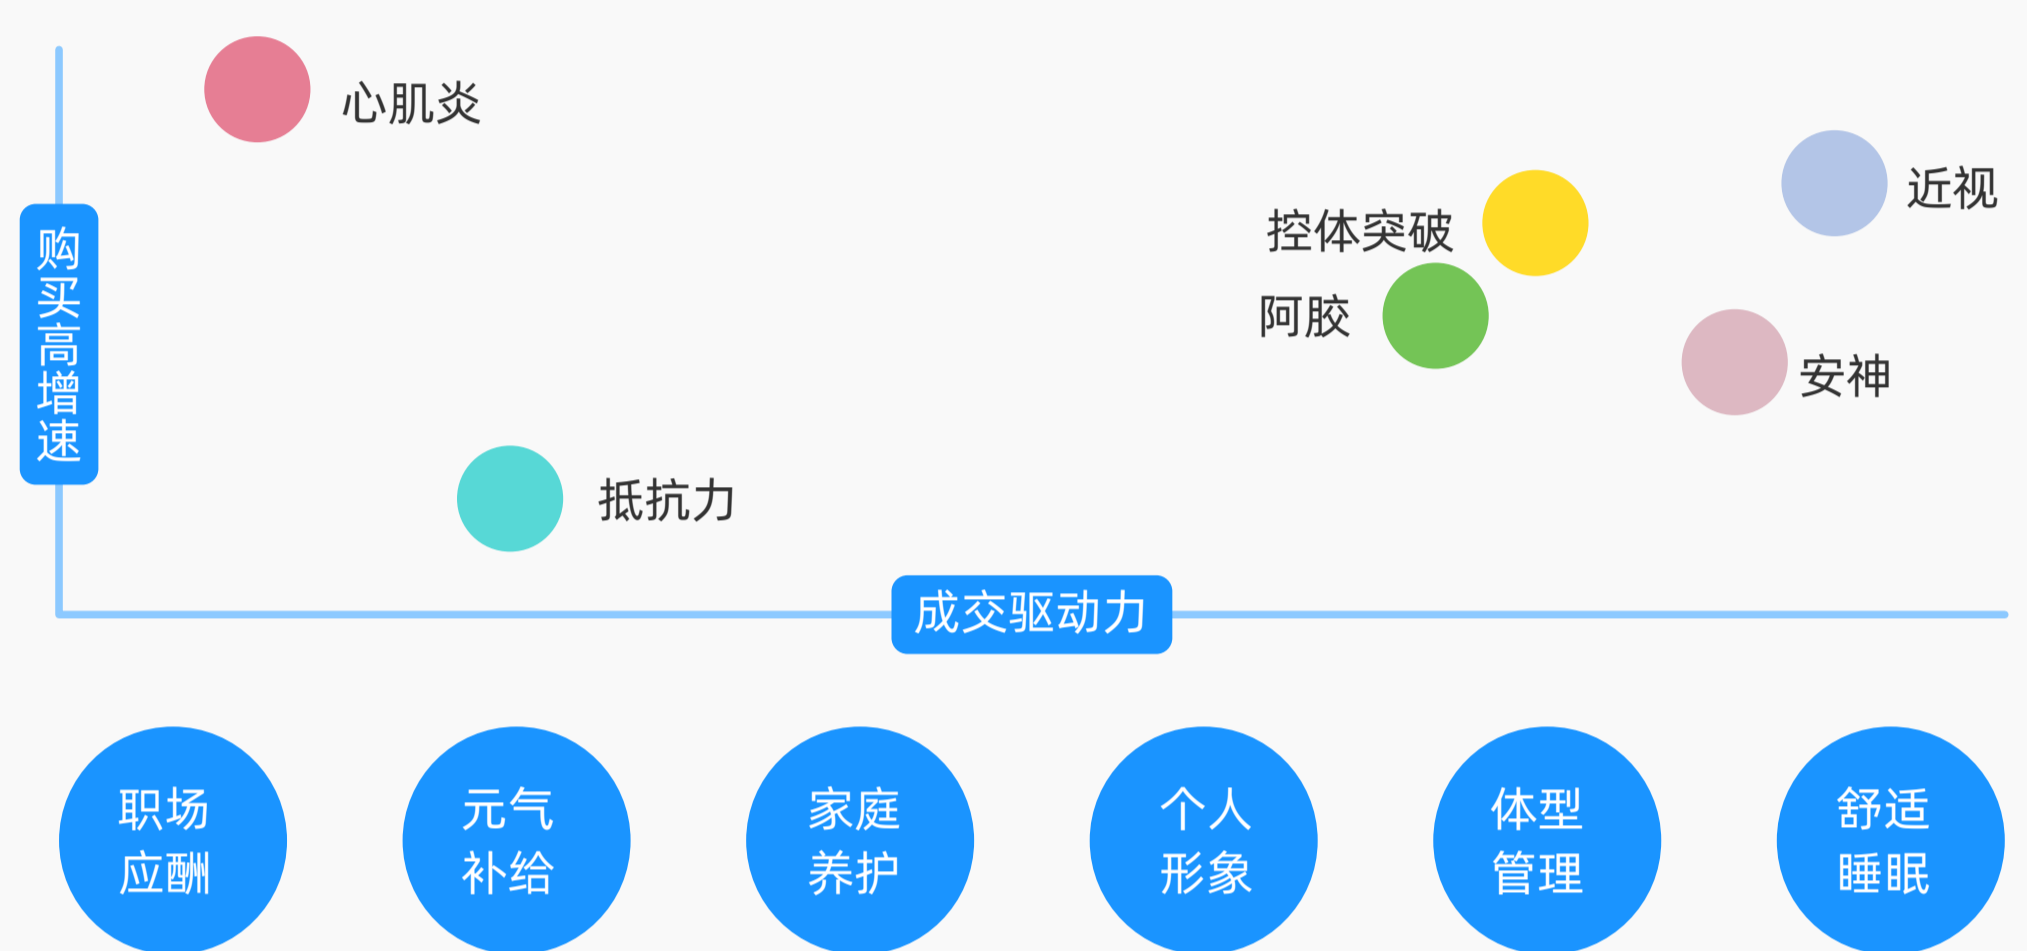 心肌炎
近视
控体突破
阿胶
安神
购买高增速
抵抗力
成交驱动力
职场
应酬
元气
补给
家庭
养护
个人
形象
体型
管理
舒适
睡眠